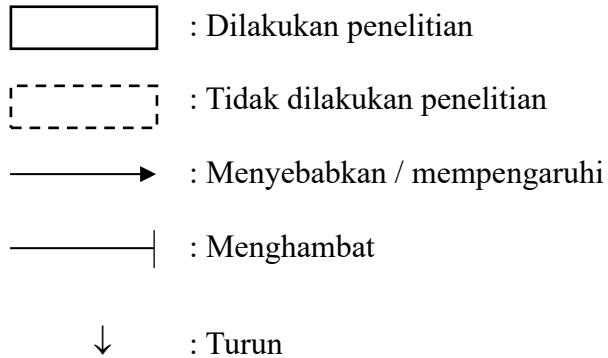 : Dilakukan penelitian
: Tidak dilakukan penelitian
: Menyebabkan / mempengaruhi
: Menghambat
↓ : Turun